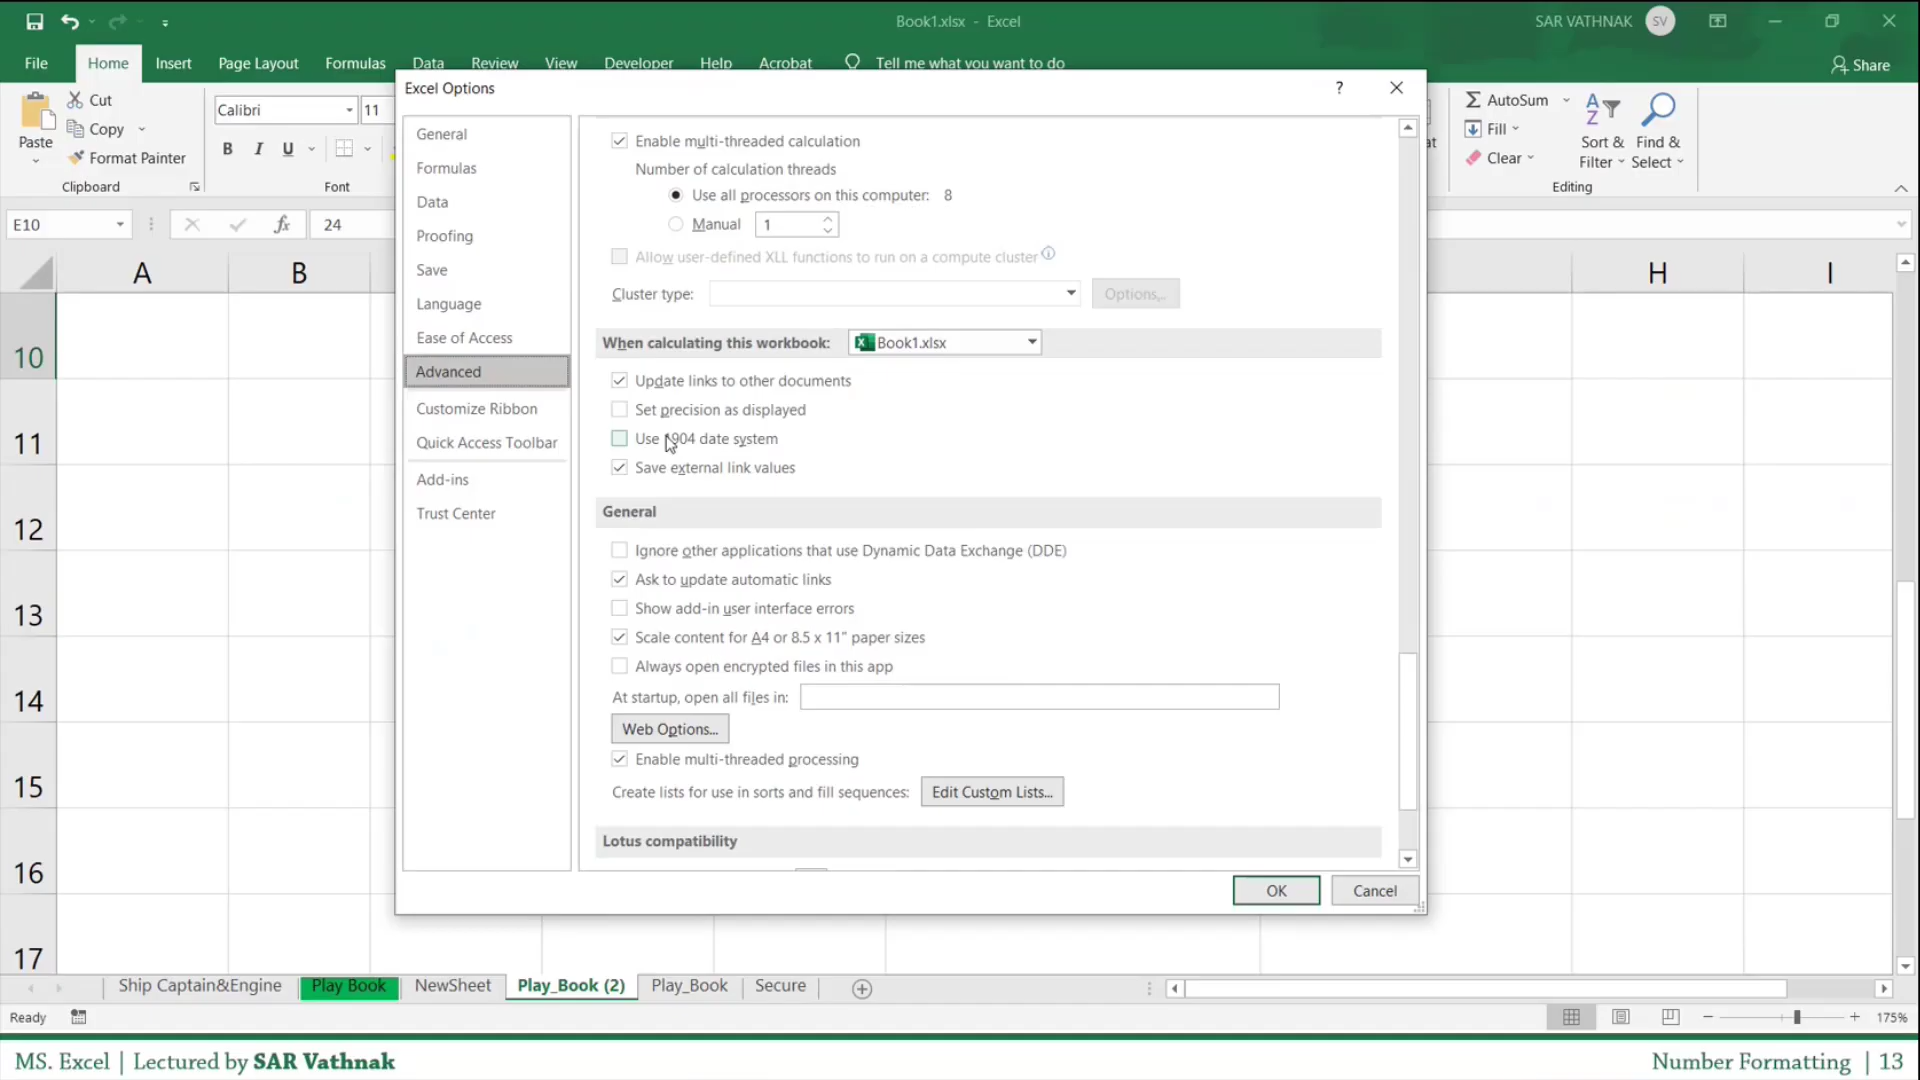 Book1.xlsx - Excel
SAR VATHNAK SV
File Home Insert Page Layout Formulas Data Review View Developer Help Acrobat Tell me what you want to do Share
Paste
Cut
Copy
Format Painter
Clipboard
Calibri 11
B I U
Font
AutoSum
Fill
Clear
Sort & Filter
Find & Select
Editing
E10 fx 24
A B H I
10
11
12
13
14
15
16
17
Excel Options ?
General
Formulas
Data
Proofing
Save
Language
Ease of Access
Advanced
Customize Ribbon
Quick Access Toolbar
Add-ins
Trust Center
Enable multi-threaded calculation
Number of calculation threads
Use all processors on this computer: 8
Manual 1
Allow user-defined XLL functions to run on a compute cluster
Cluster type: Options...
When calculating this workbook: Book1.xlsx
Update links to other documents
Set precision as displayed
Use 1904 date system
Save external link values
General
Ignore other applications that use Dynamic Data Exchange (DDE)
Ask to update automatic links
Show add-in user interface errors
Scale content for A4 or 8.5 x 11" paper sizes
Always open encrypted files in this app
At startup, open all files in:
Web Options...
Enable multi-threaded processing
Create lists for use in sorts and fill sequences: Edit Custom Lists...
Lotus compatibility
OK Cancel
Ship Captain&Engine Play Book NewSheet Play_Book (2) Play_Book Secure
Ready 175%
MS. Excel | Lectured by SAR Vathnak Number Formatting | 13